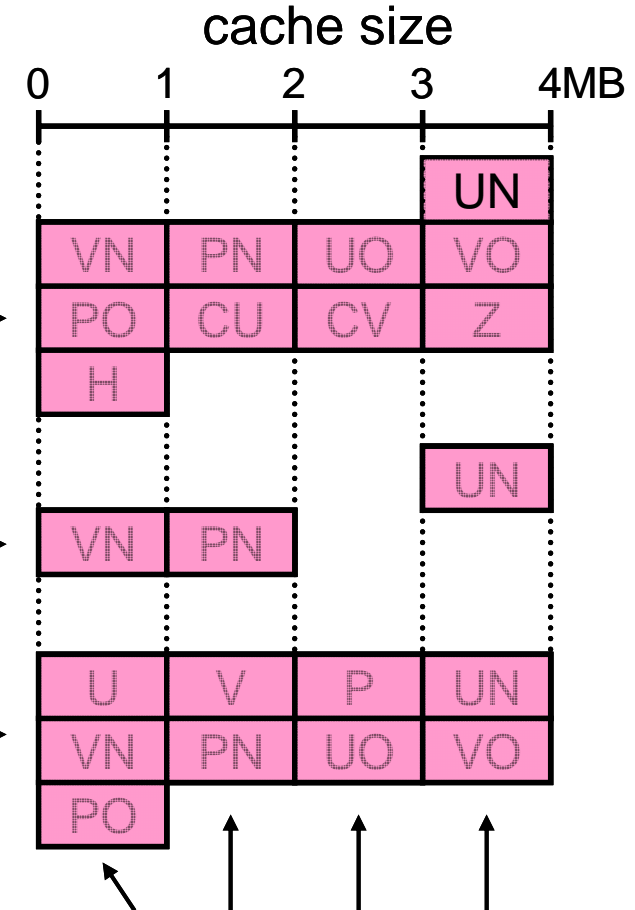 cache size
0 1 2 3 4MB
UN
VN PN UO VO
PO CU CV Z
H
UN
VN PN
U V P UN
VN PN UO VO
PO